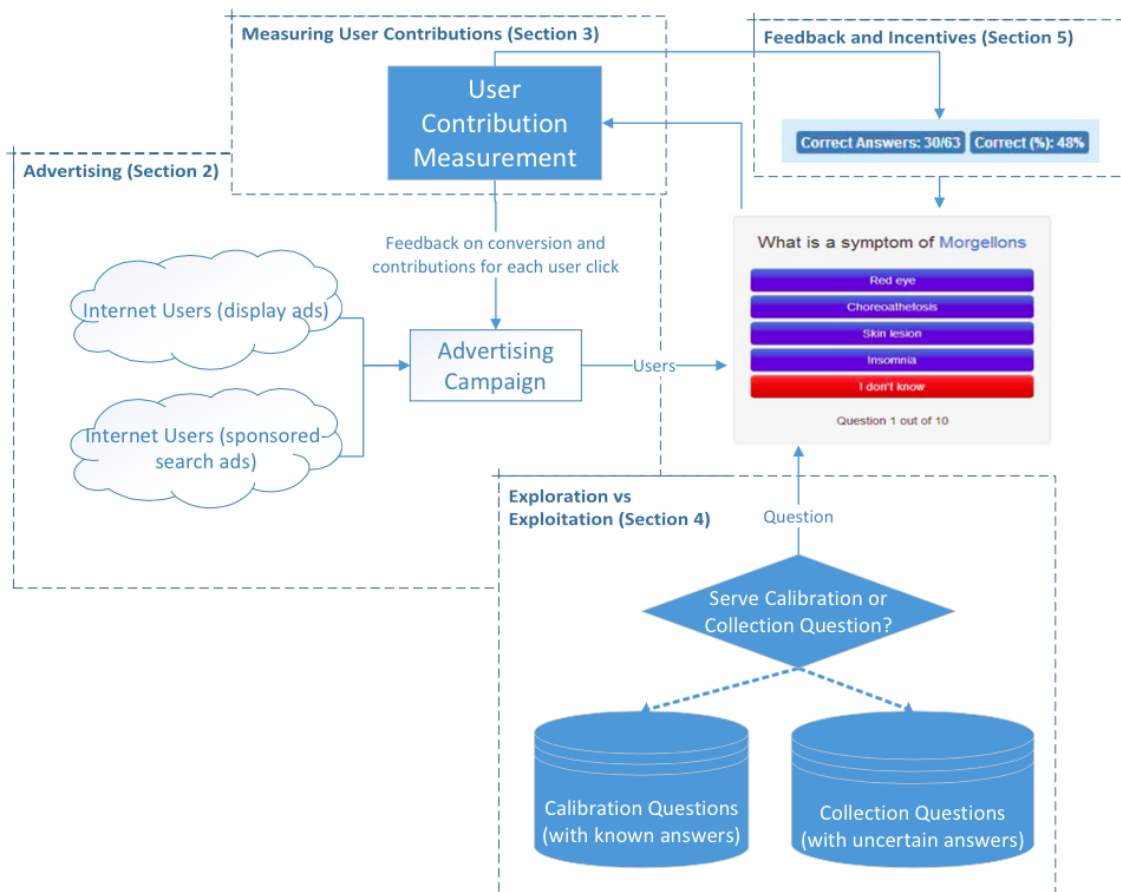 Measuring User Contributions (Section 3)
Feedback and Incentives (Section 5)
User
Contribution
Measurement
Correct Answers: 30/63 Correct (%): 48%
Advertising (Section 2)
Feedback on conversion and
contributions for each user click
What is a symptom of Morgellons
Red eye
Choreoathetosis
Skin lesion
Insomnia
I don't know
Question 1 out of 10
Internet Users (display ads)
Advertising
Campaign
Users
Internet Users (sponsored-
search ads)
Exploration vs
Exploitation (Section 4)
Question
Serve Calibration or
Collection Question?
Calibration Questions
(with known answers)
Collection Questions
(with uncertain answers)